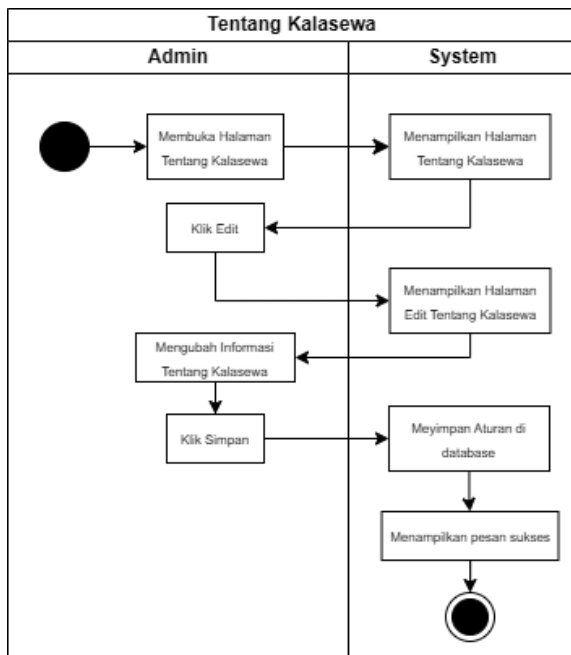 Tentang Kalasewa
Admin
System
Membuka Halaman
Tentang Kalasewa
Menampilkan Halaman
Tentang Kalasewa
Klik Edit
Menampilkan Halaman
Edit Tentang Kalasewa
Mengubah Informasi
Tentang Kalasewa
Klik Simpan
Meyimpan Aturan di
database
Menampilkan pesan sukses